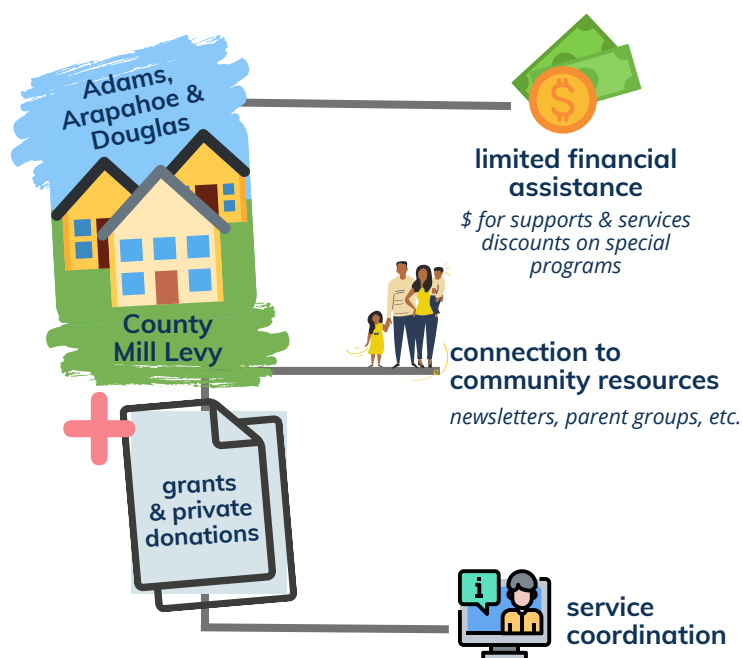 Adams,
Arapahoe &
Douglas
County
Mill Levy
limited financial
assistance
$ for supports & services
discounts on special
programs
connection to
community resources
newsletters, parent groups, etc.
grants
& private
donations
service
coordination